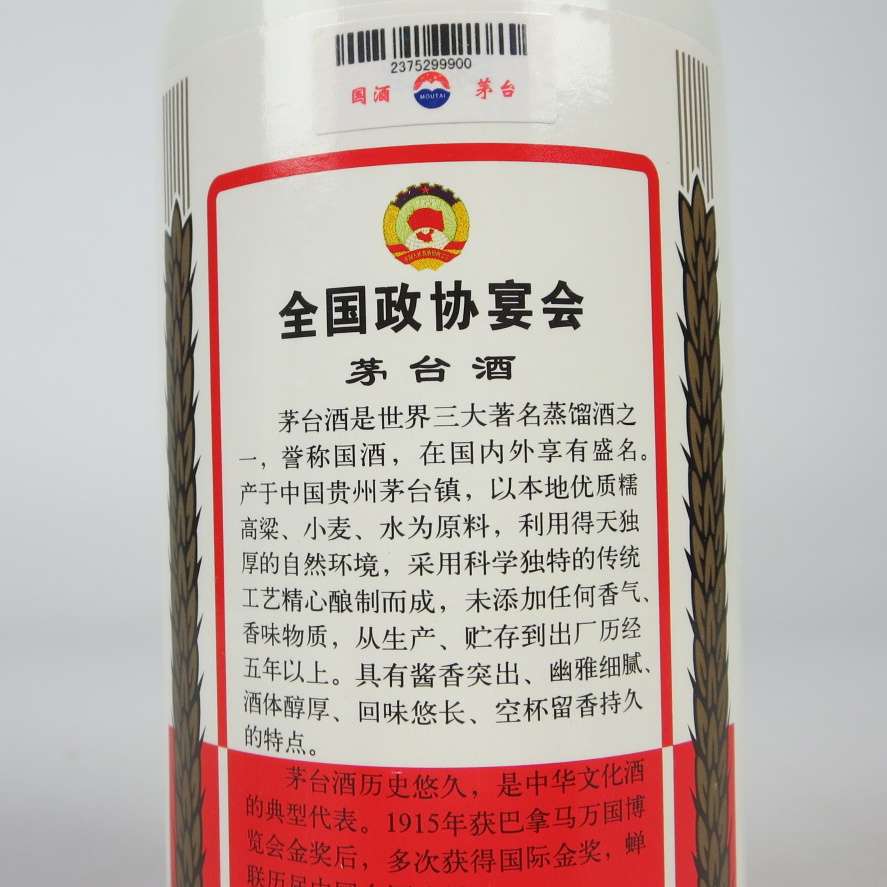 2375299900
国酒 MOUTAI 茅台
全国政协宴会
茅台酒
茅台酒是世界三大著名蒸馏酒之
一，誉称国酒，在国内外享有盛名。
产于中国贵州茅台镇，以本地优质糯
高粱、小麦、水为原料，利用得天独
厚的自然环境，采用科学独特的传统
工艺精心酿制而成，未添加任何香气、
香味物质，从生产、贮存到出厂历经
五年以上。具有酱香突出、幽雅细腻、
酒体醇厚、回味悠长、空杯留香持久
的特点。
茅台酒历史悠久，是中华文化酒
的典型代表。1915年获巴拿马万国博
览会金奖后，多次获得国际金奖，蝉
联历届中国